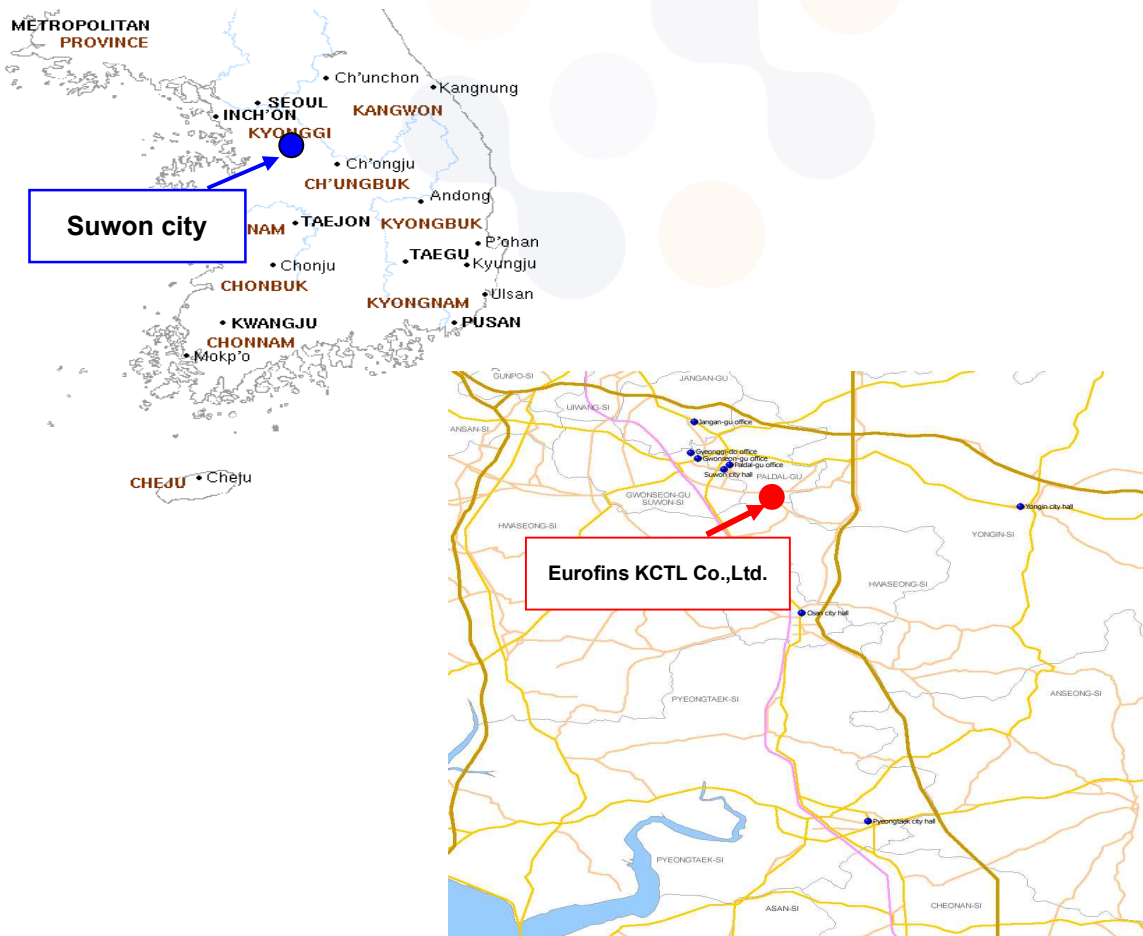 METROPOLITAN
PROVINCE
Ch'unchon
Kangnung
SEOUL
KANGWON
INCH'ON
KYONGGI
Ch'ongju
CH'UNGBUK
Andong
Suwon city
NAM
TAEJON
KYONGBUK
P'ohan
TAEGU
Kyungju
Chonju
CHONBUK
Ulsan
KYONGNAM
KWANGJU
PUSAN
CHONNAM
Mokp'o
CHEJU
Cheju
GUNPO-SI
JANGAN-GU
UIWANG-SI
Jangan-gu office
ANSAN-SI
Gyeonggi-do office
Gwonseon-gu office
Paldal-gu office
Suwon city hall
PALDAL-GU
GWONSEON-GU
SUWON-SI
Yongin city hall
HWASEONG-SI
YONGIN-SI
Eurofins KCTL Co.,Ltd.
HWASEONG-SI
Osan city hall
ANSEONG-SI
PYEONGTAEK-SI
Pyeongtaek city hall
PYEONGTAEK-SI
ASAN-SI
CHEONAN-SI